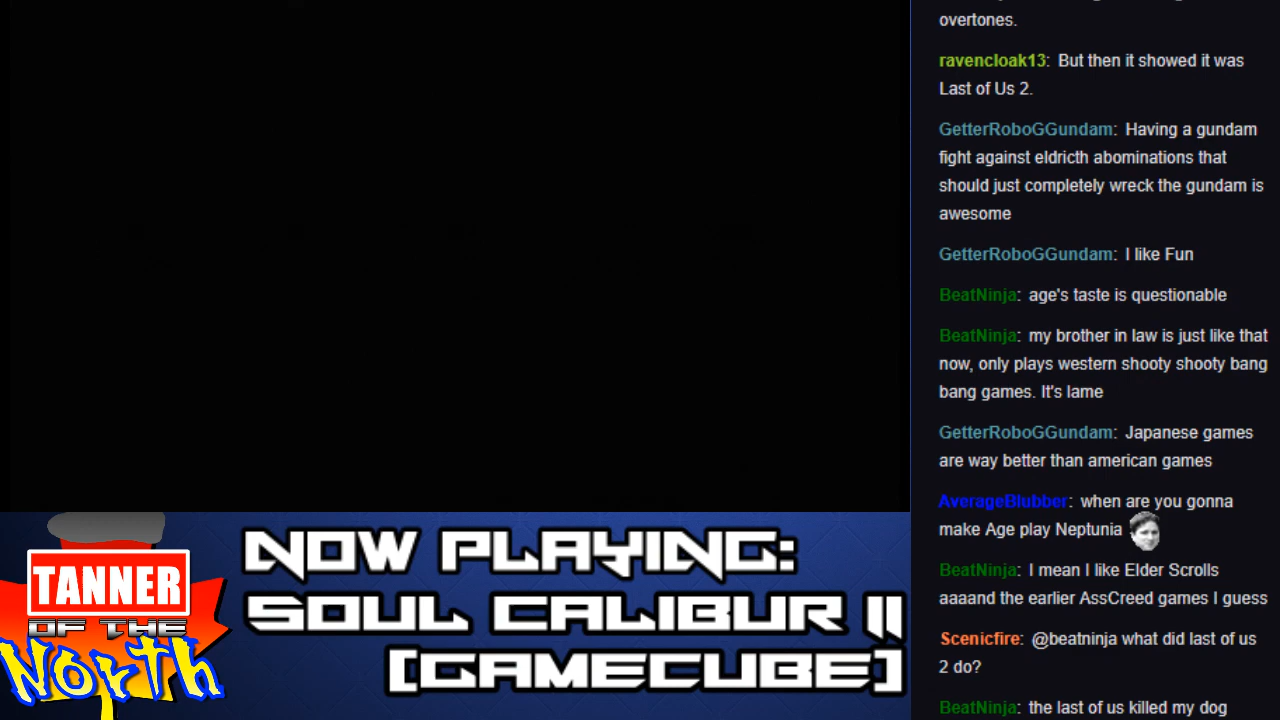 overtones.
ravencloak13: But then it showed it was
Last of Us 2.
GetterRoboGGundam: Having a gundam
fight against eldricth abominations that
should just completely wreck the gundam is
awesome
GetterRoboGGundam: I like Fun
BeatNinja: age's taste is questionable
BeatNinja: my brother in law is just like that
now, only plays western shooty shooty bang
bang games. It's lame
GetterRoboGGundam: Japanese games
are way better than american games
AverageBlubber: when are you gonna
make Age play Neptunia
BeatNinja: I mean I like Elder Scrolls
aaaand the earlier AssCreed games I guess
Scenicfire: @beatninja what did last of us
2 do?
BeatNinja: the last of us killed my dog
TANNER
OF THE
North
NOW PLAYING:
SOUL CALIBUR II
[GAMECUBE]